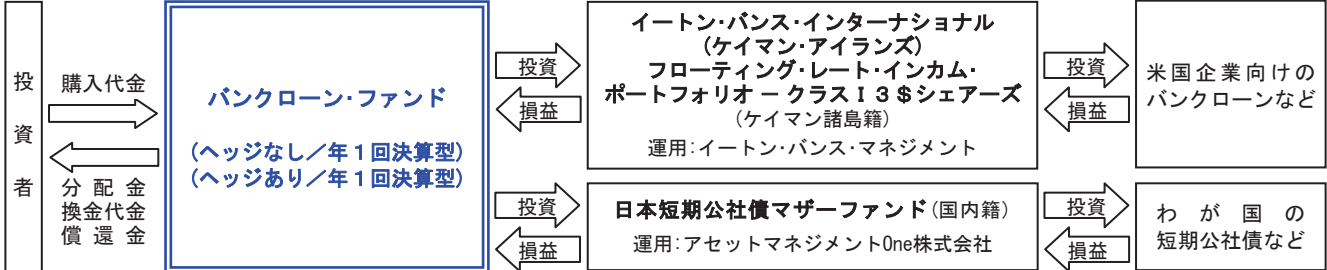 投資者
購入代金
分配金
換金代金
償還金
バンクローン・ファンド
(ヘッジなし/年1回決算型)
(ヘッジあり/年1回決算型)
投資
損益
イートン・バンス・インターナショナル
(ケイマン・アイランズ)
フローティング・レート・インカム・
ポートフォリオ － クラスI3$シェアーズ
(ケイマン諸島籍)
運用:イートン・バンス・マネジメント
投資
損益
米国企業向けの
バンクローンなど
投資
損益
日本短期公社債マザーファンド(国内籍)
運用:アセットマネジメントOne株式会社
投資
損益
わが国の
短期公社債など